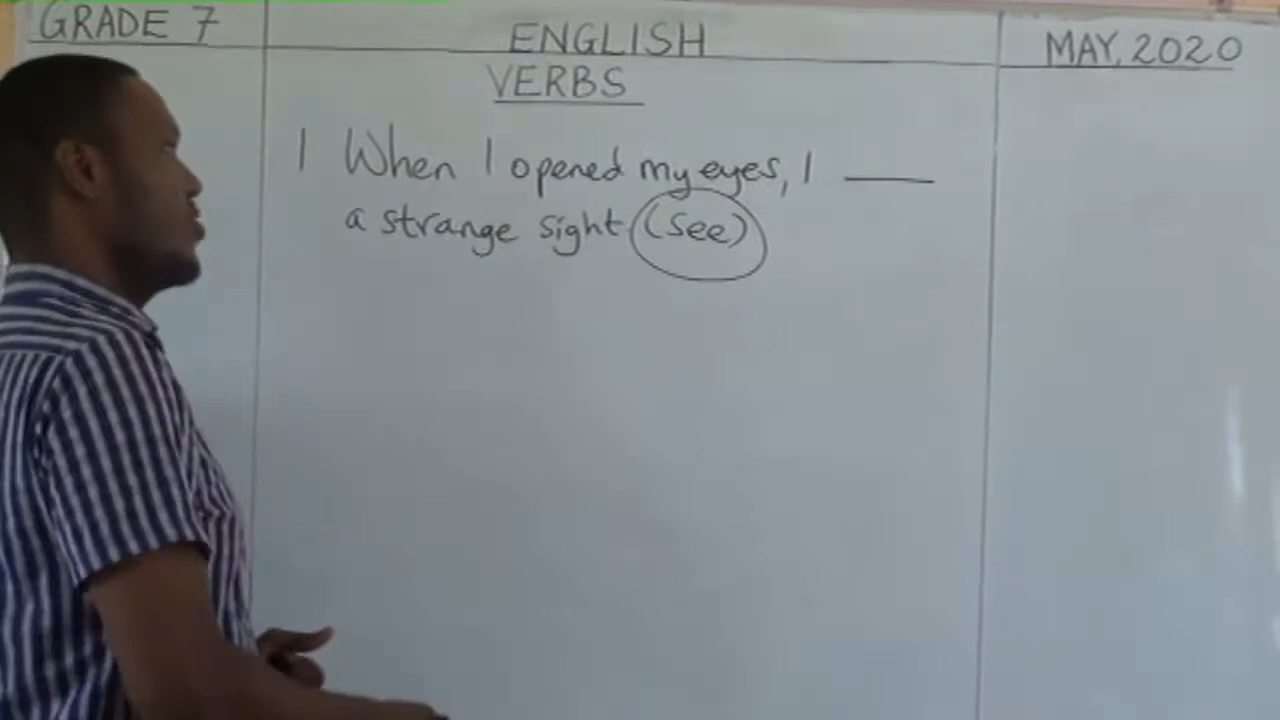 GRADE 7
ENGLISH
MAY, 2020
VERBS
1 When I opened my eyes, I ____
a strange sight (see)